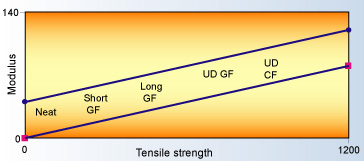 140
Modulus
Neat
Short
GF
Long
GF
UD GF
UD
CF
0
0
Tensile strength
1200